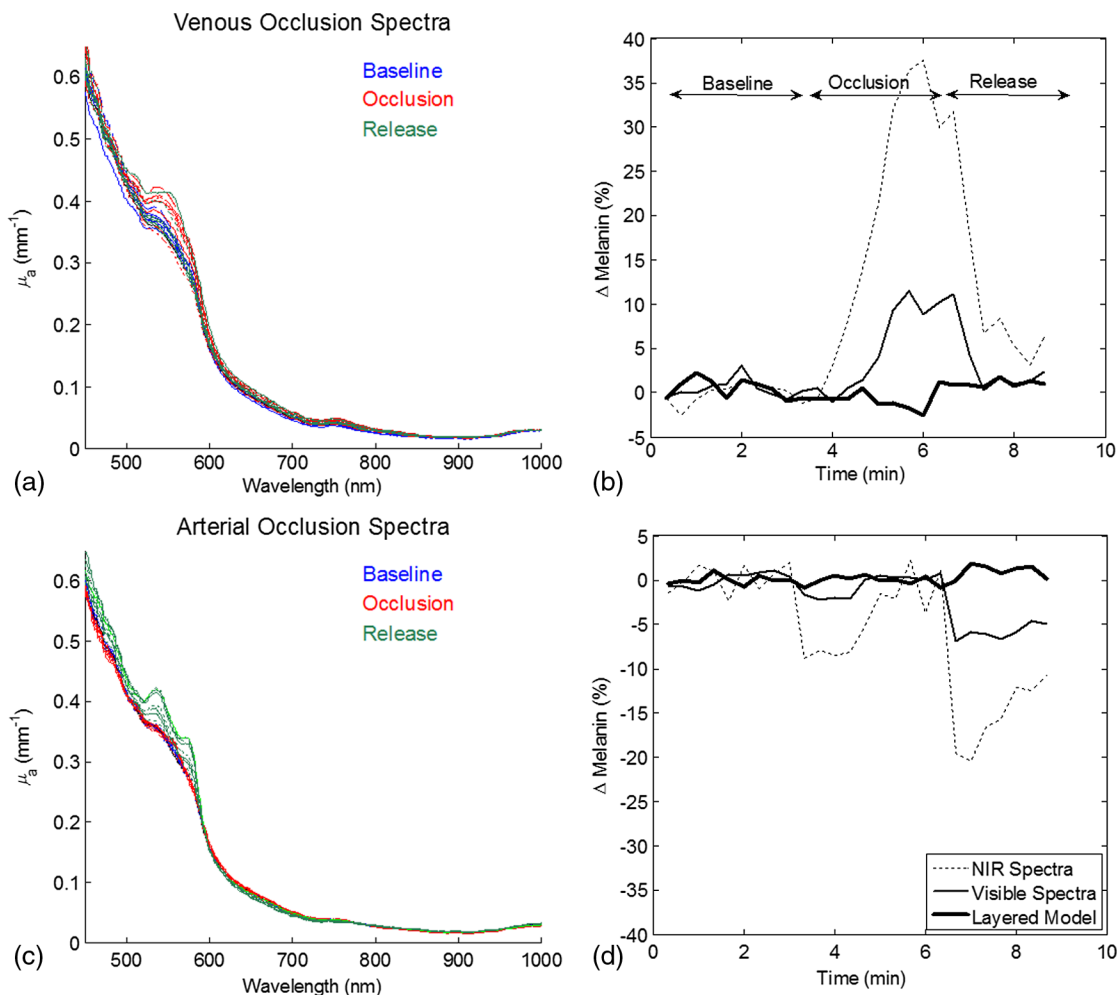 Venous Occlusion Spectra
Baseline
Occlusion
Release
0.6
0.5
0.4
0.3
0.2
0.1
0
μa (mm-1)
500 600 700 800 900 1000
Wavelength (nm)
(a)
40
35
30
25
20
15
10
5
0
-5
Δ Melanin (%)
Baseline Occlusion Release
0 2 4 6 8 10
Time (min)
(b)
Arterial Occlusion Spectra
Baseline
Occlusion
Release
0.6
0.5
0.4
0.3
0.2
0.1
0
μa (mm-1)
500 600 700 800 900 1000
Wavelength (nm)
(c)
5
0
-5
-10
-15
-20
-25
-30
-35
-40
Δ Melanin (%)
NIR Spectra
Visible Spectra
Layered Model
0 2 4 6 8 10
Time (min)
(d)